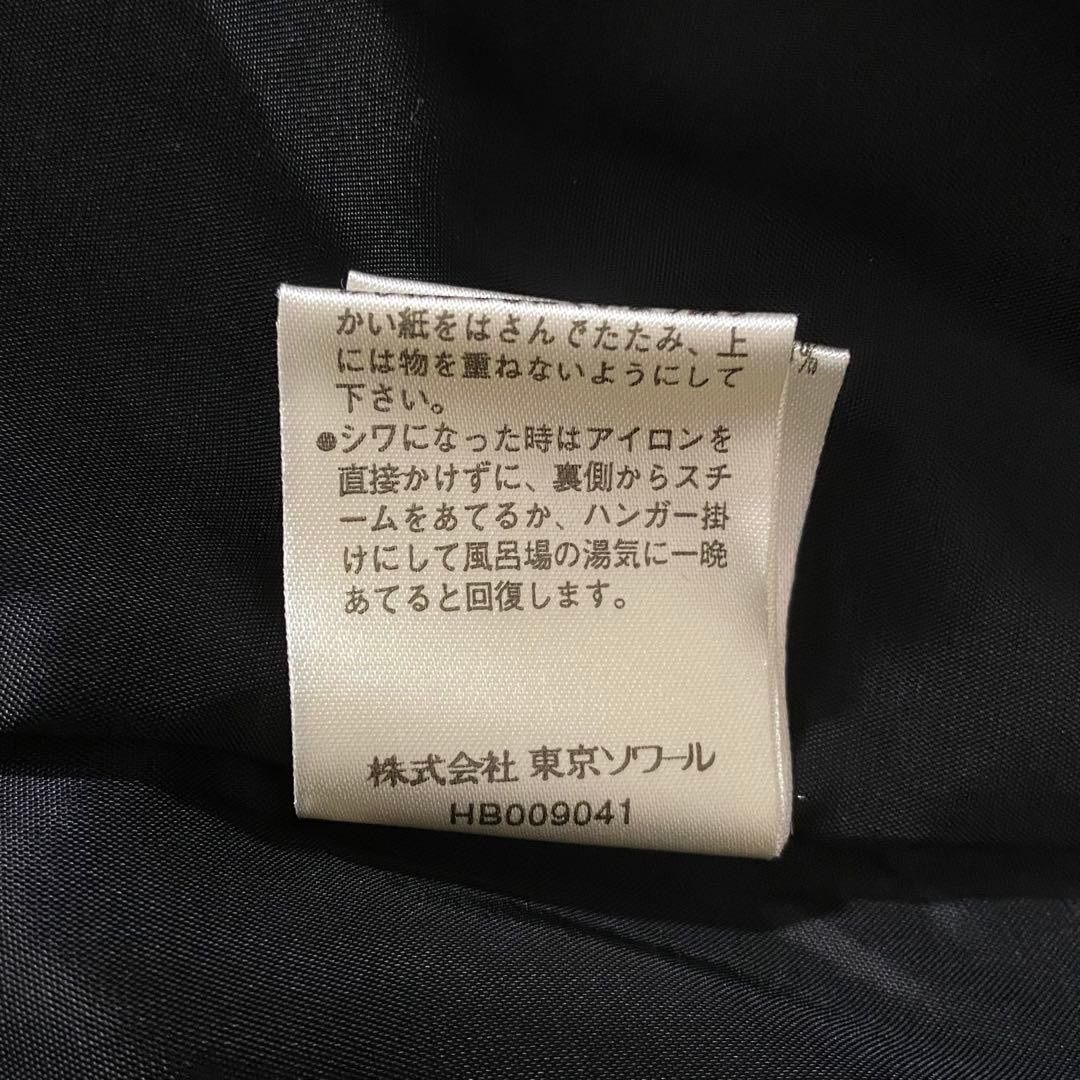 かい紙をはさんでたたみ、上
には物を重ねないようにして
下さい。
●シワになった時はアイロンを
直接かけずに、裏側からスチ
ームをあてるか、ハンガー掛
けにして風呂場の湯気に一晩
あてると回復します。
株式会社 東京ソワール
HB009041
%